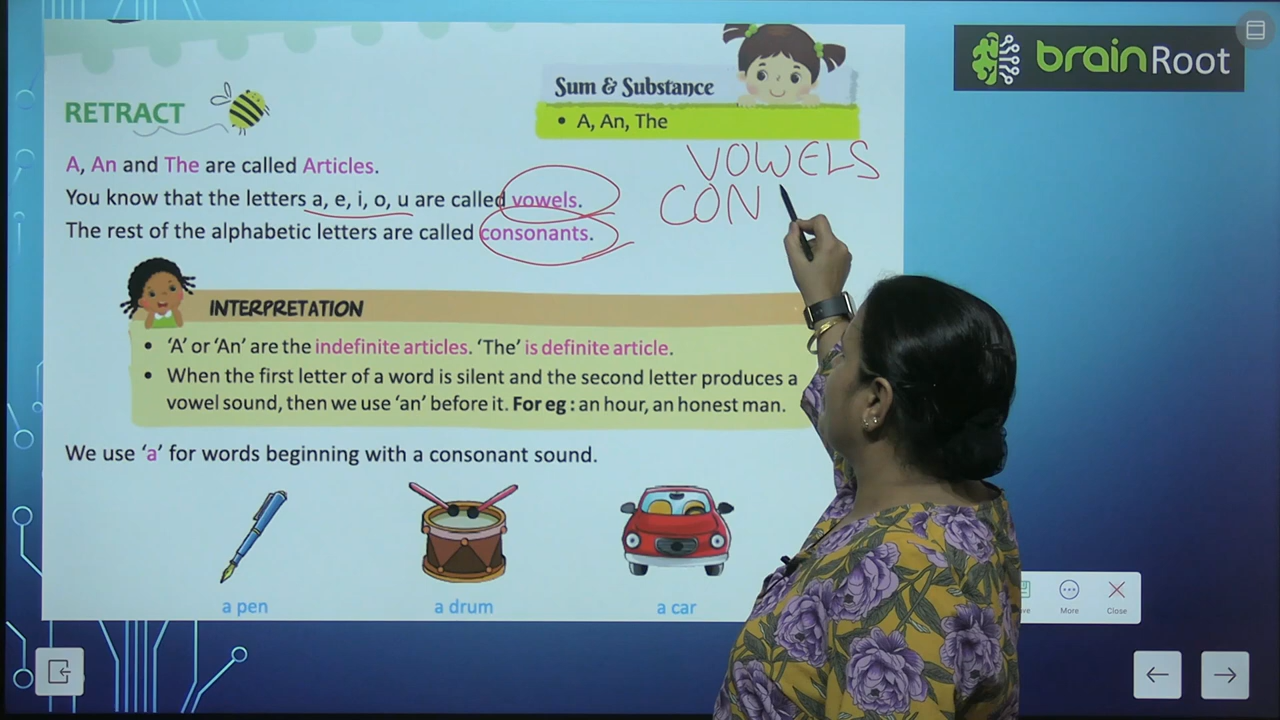 brainRoot
Sum & Substance
• A, An, The
RETRACT
VOWELS
CON
A, An and The are called Articles.
You know that the letters a, e, i, o, u are called vowels.
The rest of the alphabetic letters are called consonants.
INTERPRETATION
• ‘A’ or ‘An’ are the indefinite articles. ‘The’ is definite article.
• When the first letter of a word is silent and the second letter produces a
vowel sound, then we use ‘an’ before it. For eg : an hour, an honest man.
We use ‘a’ for words beginning with a consonant sound.
a pen a drum a car
More Close